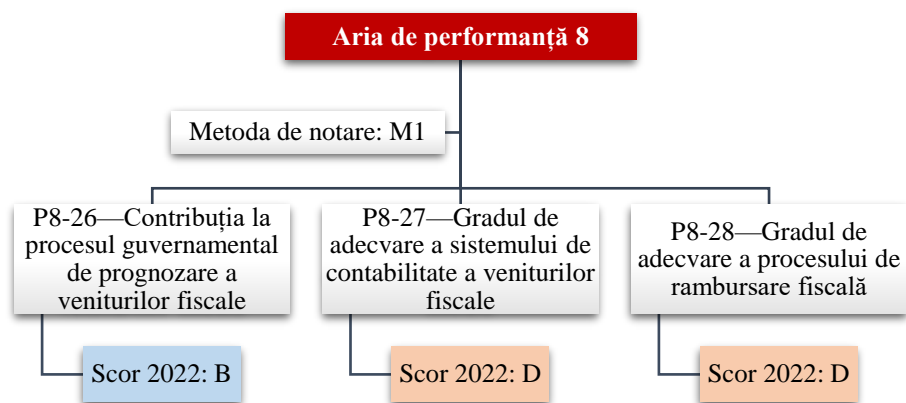 Aria de performanță 8
Metoda de notare: M1
P8-26—Contribuția la
procesul guvernamental
de prognozare a
veniturilor fiscale
P8-27—Gradul de
adecvare a sistemului de
contabilitate a veniturilor
fiscale
P8-28—Gradul de
adecvare a procesului de
rambursare fiscală
Scor 2022: B
Scor 2022: D
Scor 2022: D